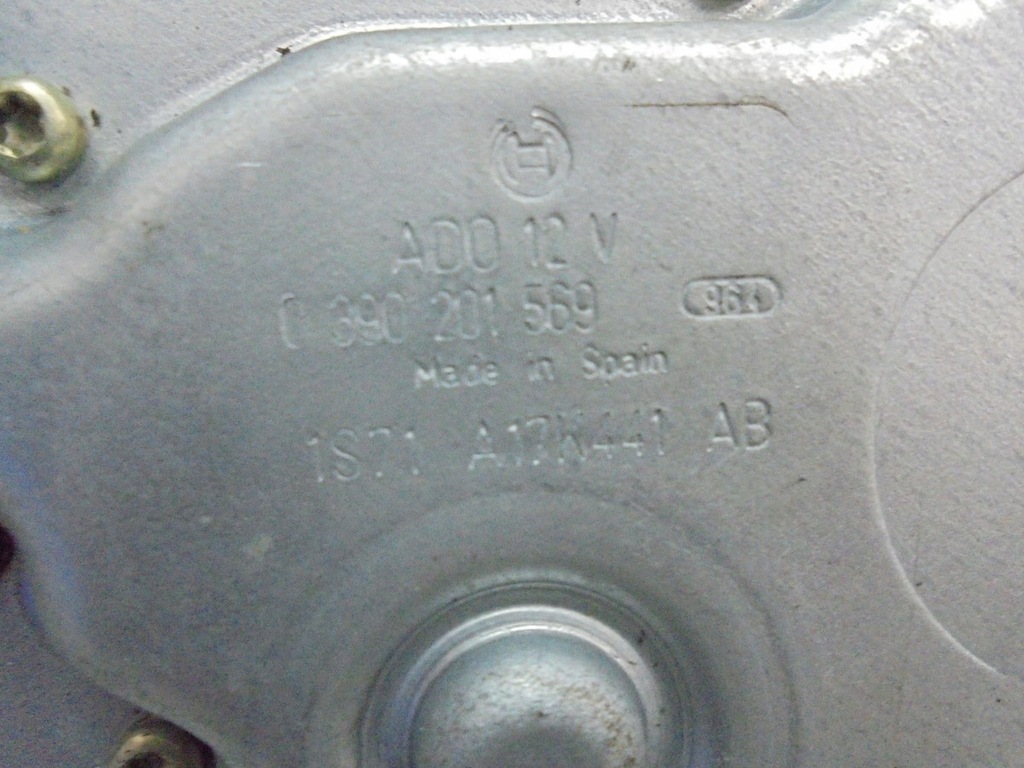 ADO 12 V
0 390 201 569
964
Made in Spain
1S71 A17K441 AB